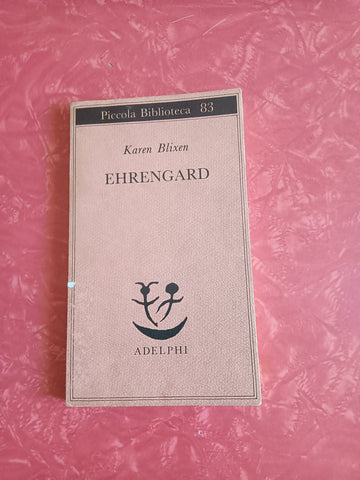 Piccola Biblioteca 83
Karen Blixen
EHRENGARD
ADELPHI